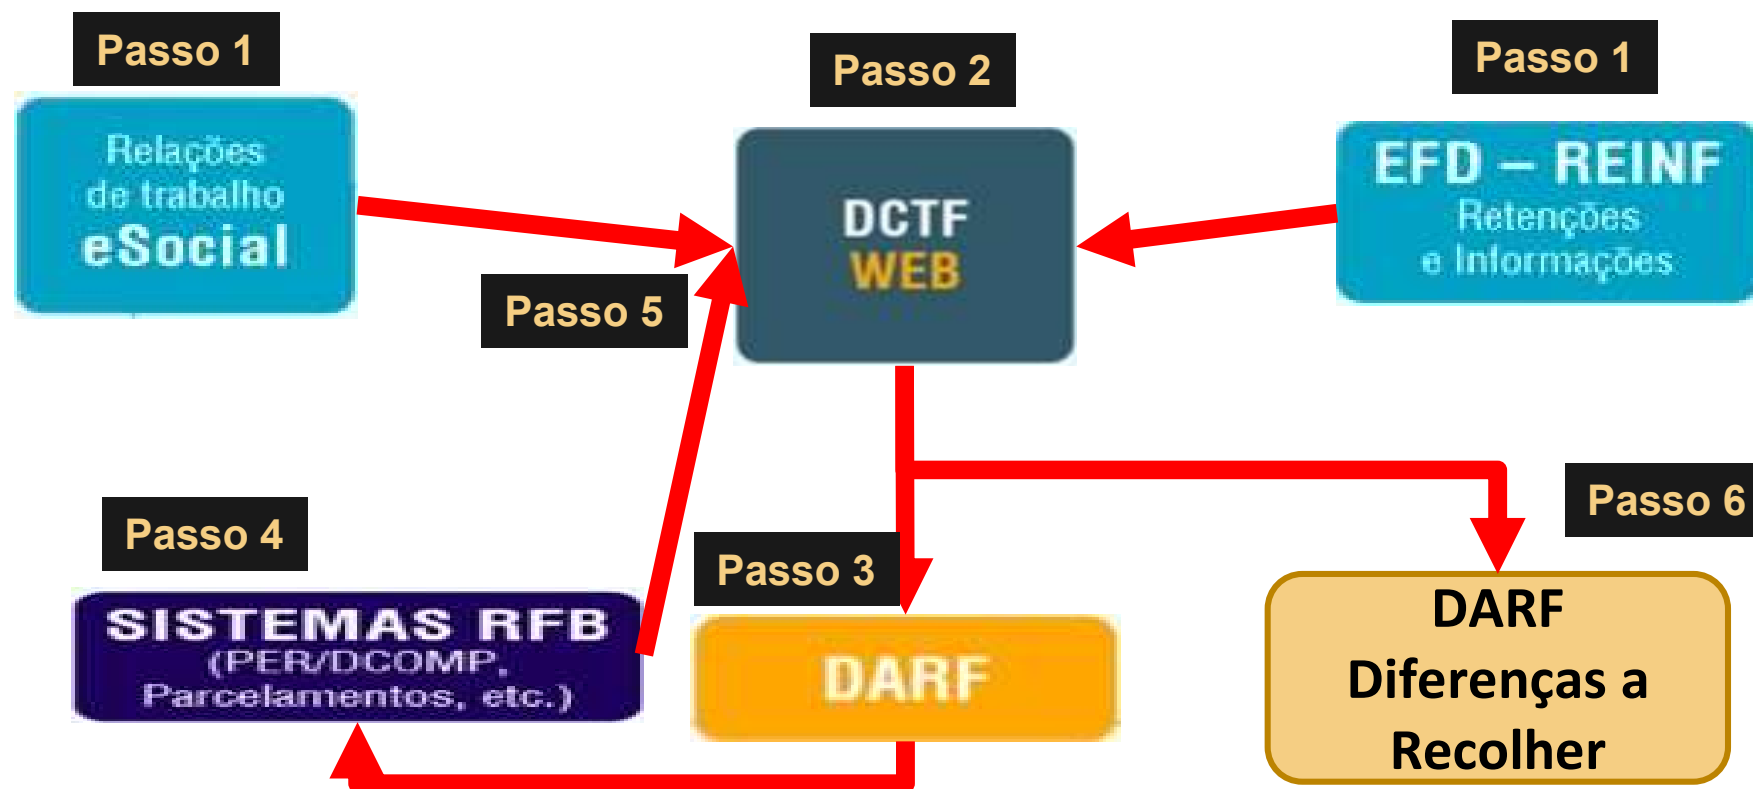 Passo 1
Relações
de trabalho
eSocial
Passo 2
DCTF
WEB
Passo 1
EFD – REINF
Retenções
e Informações
Passo 5
Passo 4
SISTEMAS RFB
(PER/DCOMP,
Parcelamentos, etc.)
Passo 3
DARF
Passo 6
DARF
Diferenças a
Recolher